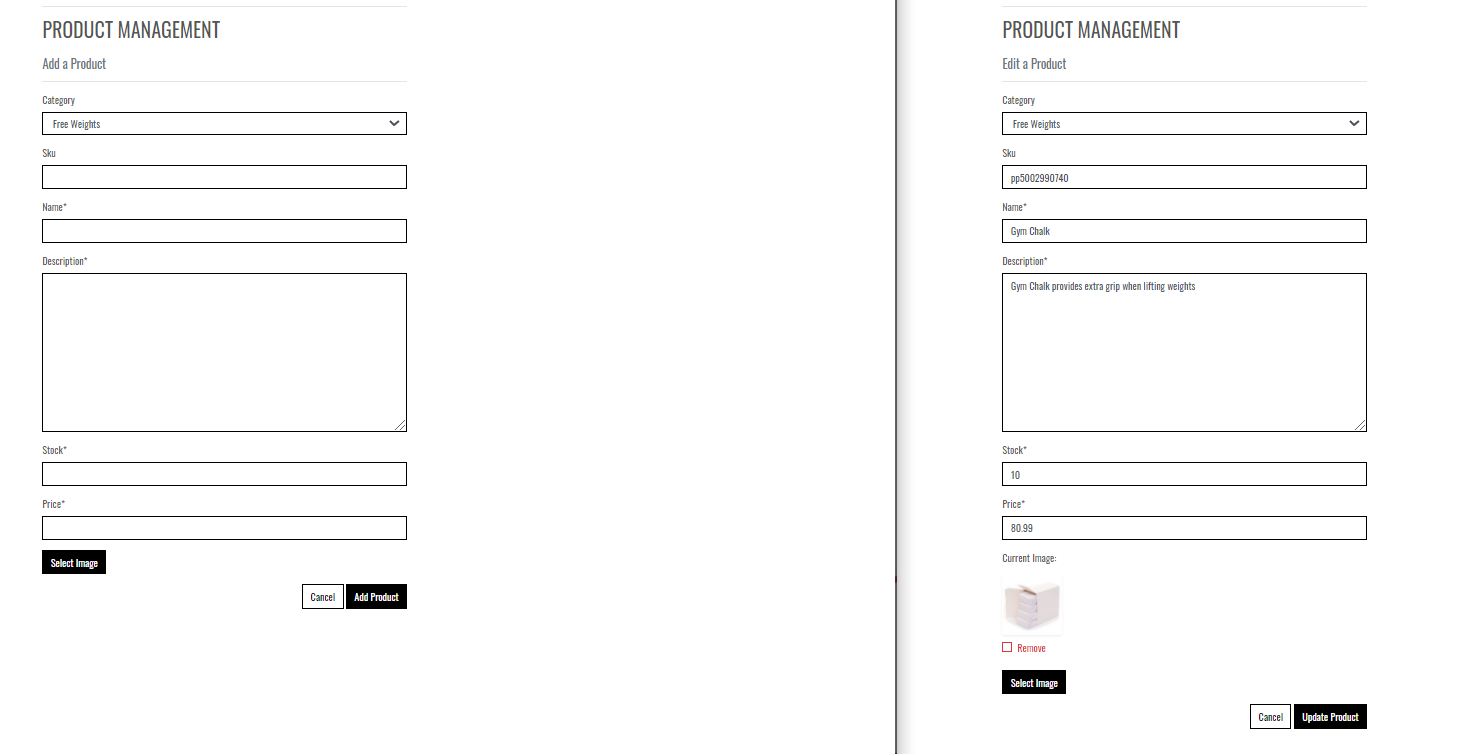 PRODUCT MANAGEMENT
Add a Product
Category
Free Weights
Sku
Name*
Description*
Stock*
Price*
Select Image
Cancel
Add Product
PRODUCT MANAGEMENT
Edit a Product
Category
Free Weights
Sku
pp5002990740
Name*
Gym Chalk
Description*
Gym Chalk provides extra grip when lifting weights
Stock*
10
Price*
80.99
Current Image:
Remove
Select Image
Cancel
Update Product